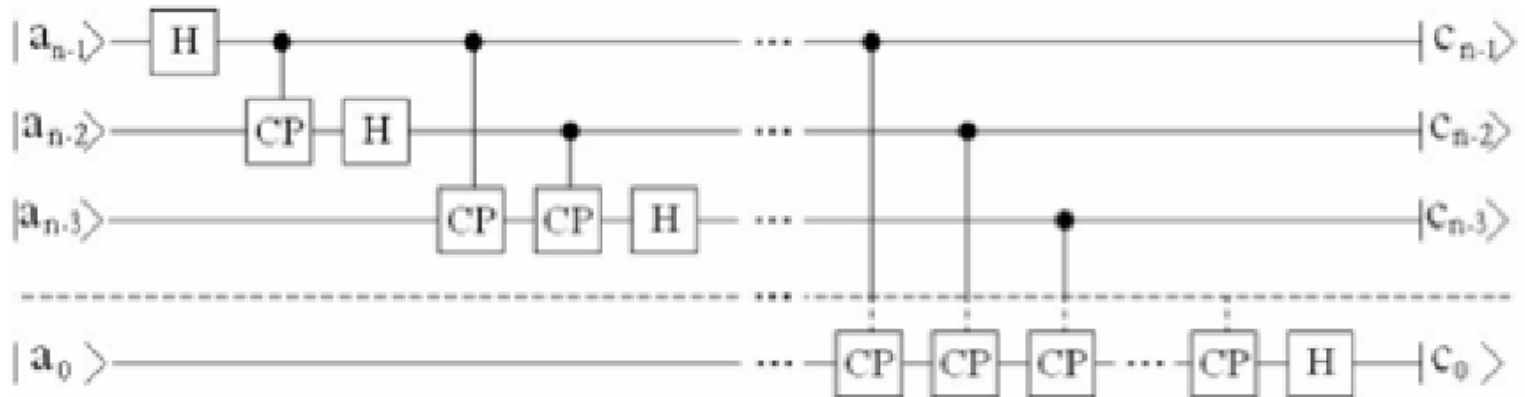 |a_{n-1}⟩ H ... |c_{n-1}⟩
|a_{n-2}⟩ CP H ... |c_{n-2}⟩
|a_{n-3}⟩ CP CP H ... |c_{n-3}⟩
...
|a_0⟩ ... CP CP CP ... CP H |c_0⟩